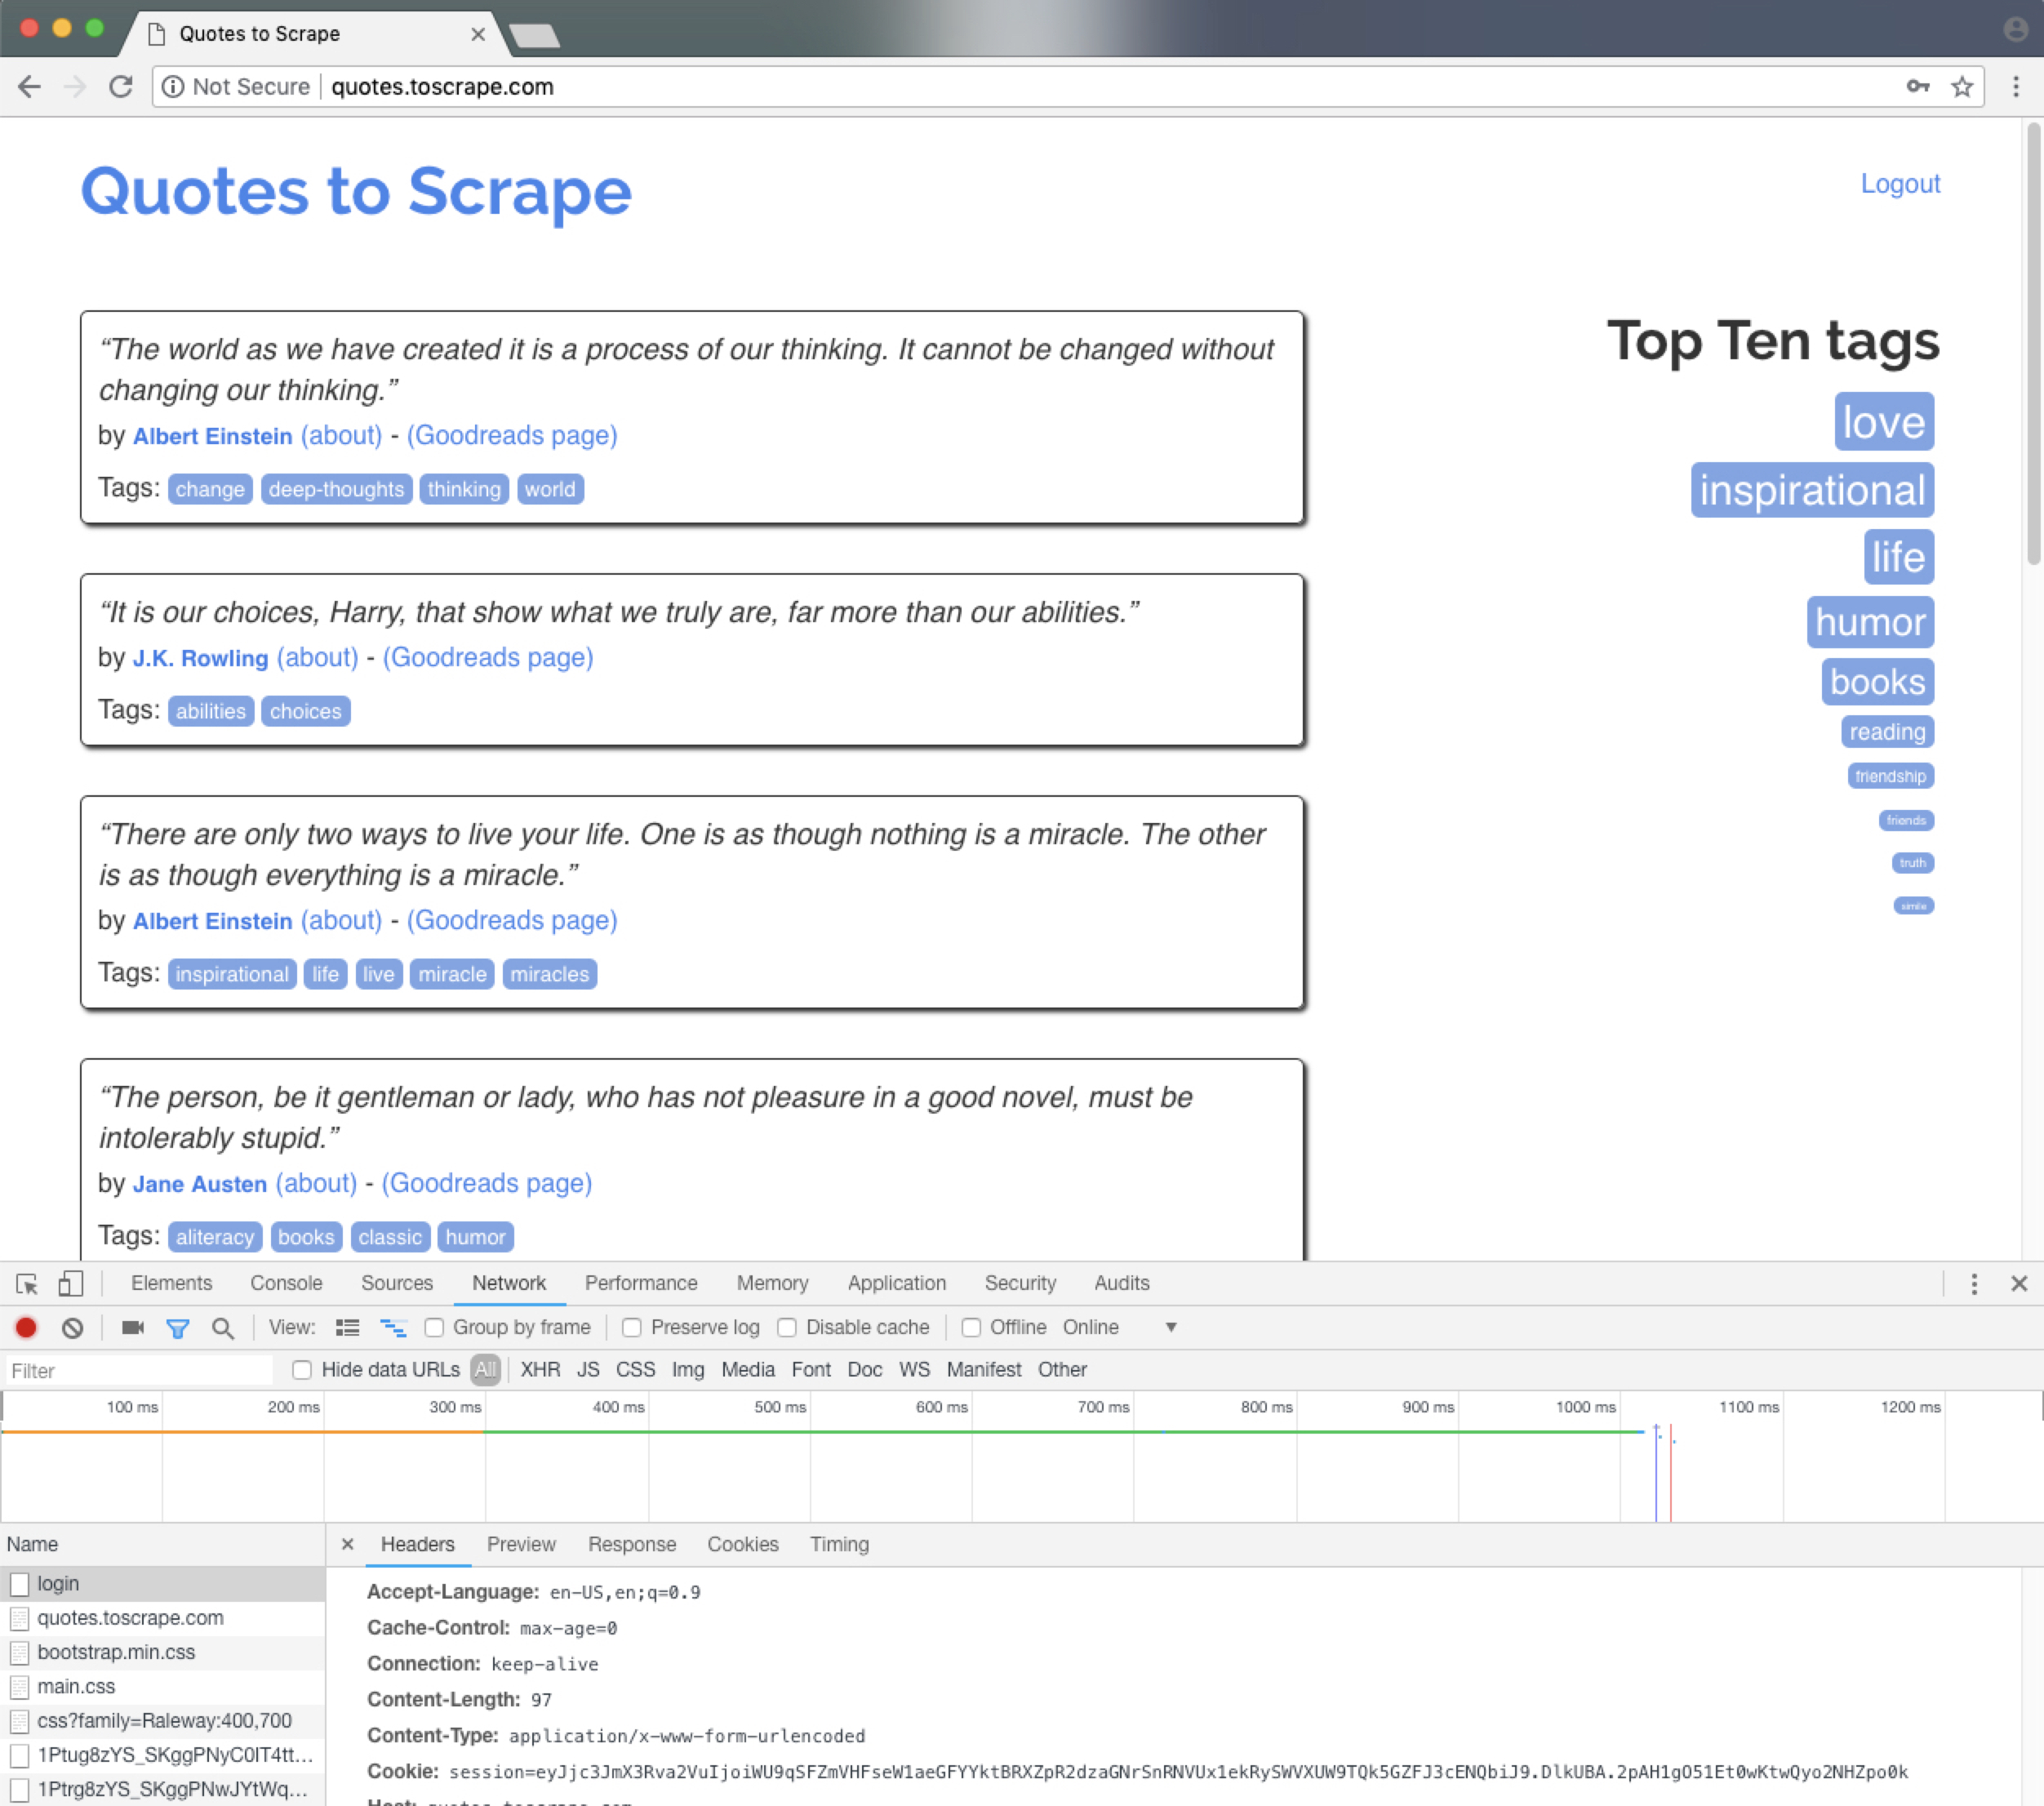 Quotes to Scrape
Not Secure | quotes.toscrape.com
Quotes to Scrape
Logout
“The world as we have created it is a process of our thinking. It cannot be changed without
changing our thinking.”
by Albert Einstein (about) - (Goodreads page)
Tags: change deep-thoughts thinking world
“It is our choices, Harry, that show what we truly are, far more than our abilities.”
by J.K. Rowling (about) - (Goodreads page)
Tags: abilities choices
“There are only two ways to live your life. One is as though nothing is a miracle. The other
is as though everything is a miracle.”
by Albert Einstein (about) - (Goodreads page)
Tags: inspirational life live miracle miracles
“The person, be it gentleman or lady, who has not pleasure in a good novel, must be
intolerably stupid.”
by Jane Austen (about) - (Goodreads page)
Tags: aliteracy books classic humor
Top Ten tags
love
inspirational
life
humor
books
reading
friendship
friends
truth
simile
Elements Console Sources Network Performance Memory Application Security Audits
View: Group by frame Preserve log Disable cache Offline Online
Filter Hide data URLs All XHR JS CSS Img Media Font Doc WS Manifest Other
100 ms 200 ms 300 ms 400 ms 500 ms 600 ms 700 ms 800 ms 900 ms 1000 ms 1100 ms 1200 ms
Name
login
quotes.toscrape.com
bootstrap.min.css
main.css
css?family=Raleway:400,700
1Ptug8zYS_SKggPNyC0IT4tt...
1Ptrg8zYS_SKggPNwJYtWq...
Headers Preview Response Cookies Timing
Accept-Language: en-US,en;q=0.9
Cache-Control: max-age=0
Connection: keep-alive
Content-Length: 97
Content-Type: application/x-www-form-urlencoded
Cookie: session=eyJjc3JmX3Rva2VuIjoiWU9qSFZmVHFseW1aeGFYYktBRXZpR2dzaGNrSnRNVUx1ekRySWVXUW9TQk5GZFJ3cENQbiJ9.DlkUBA.2pAH1gO51Et0wKtwQyo2NHZpo0k